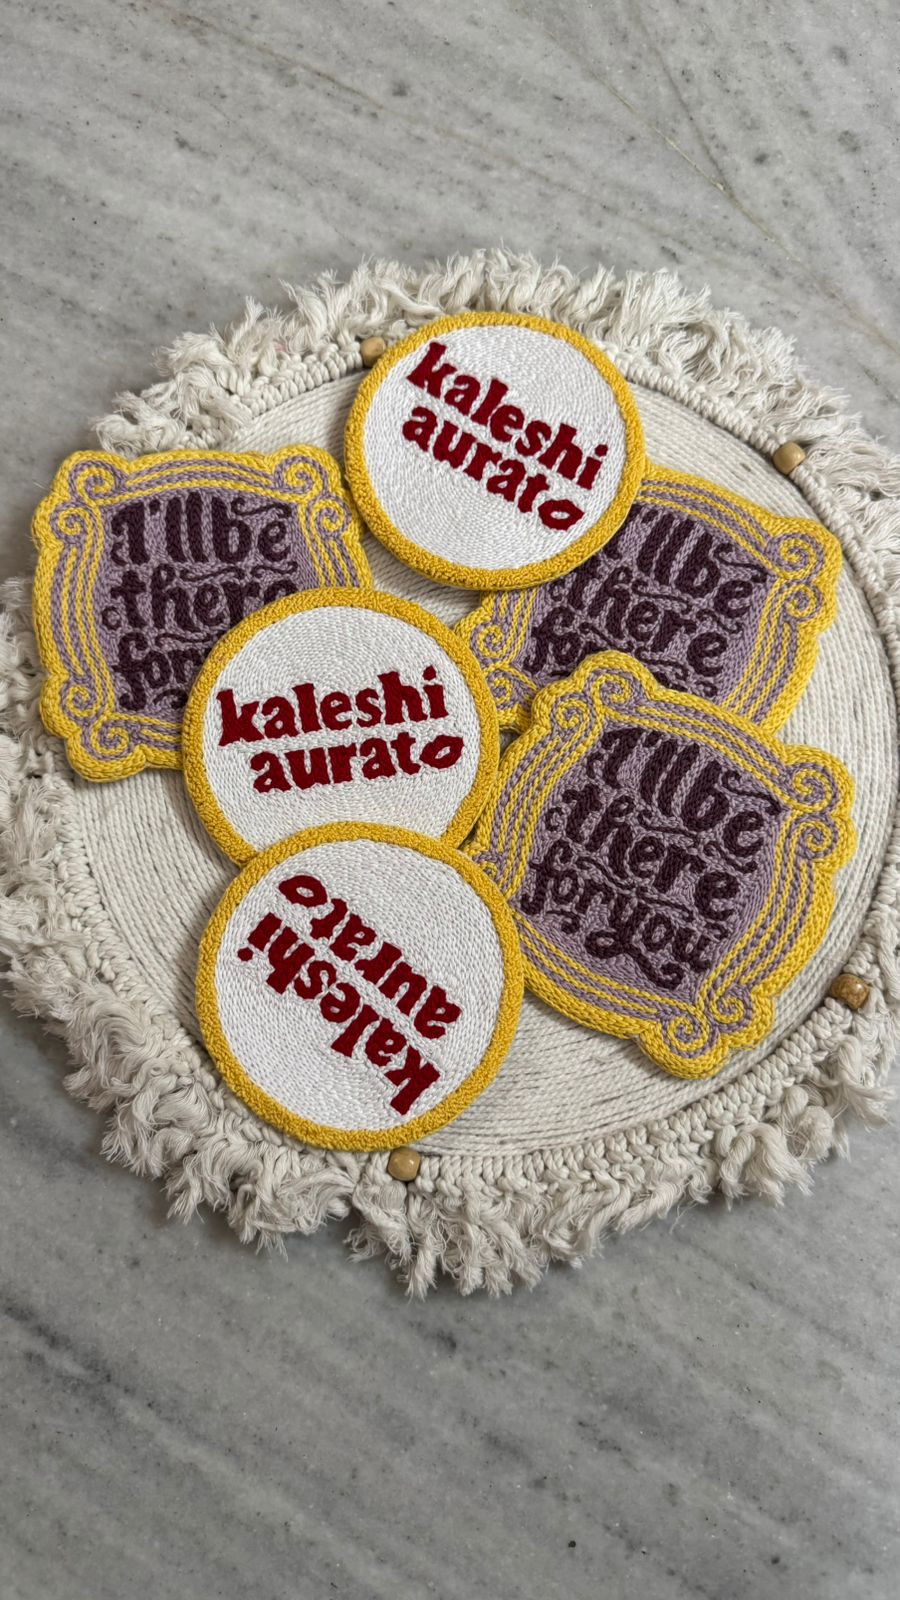 kaleshi
aurato
I'll be
there
for
I'll be
there
for
kaleshi
aurato
I'll be
there
for you
kaleshi
aurato